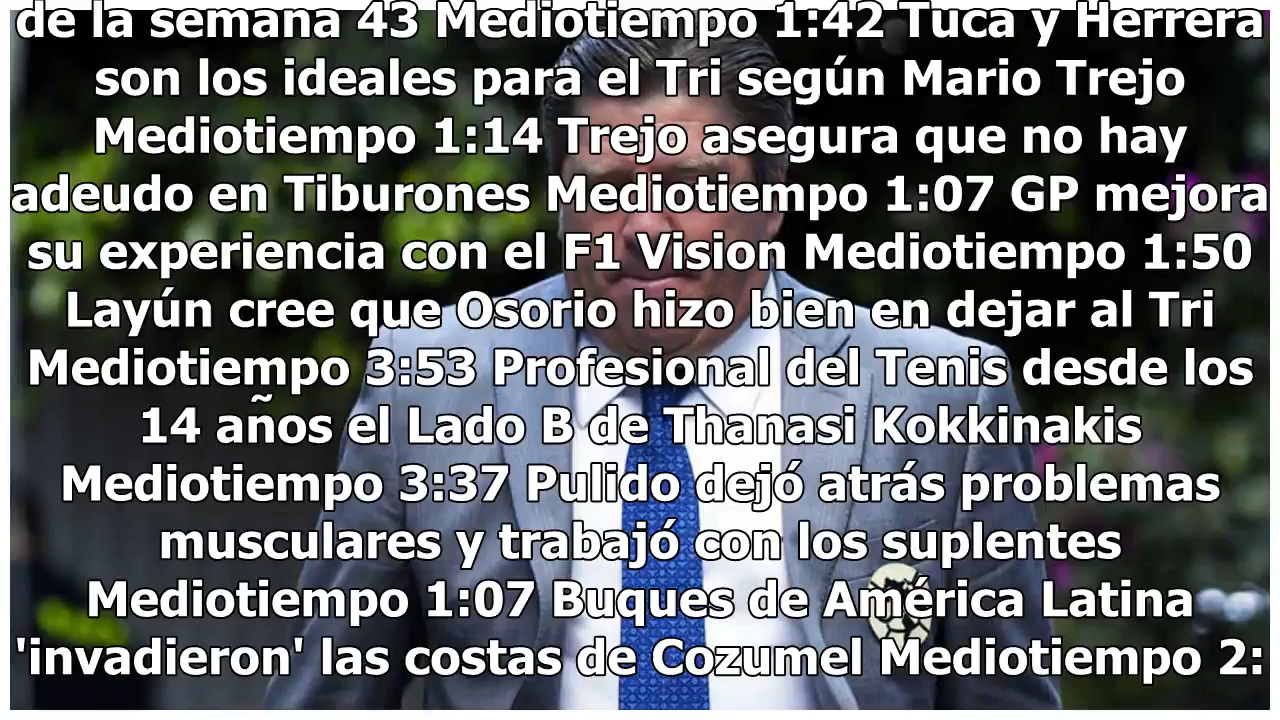 de la semana 43 Mediotiempo 1:42 Tuca y Herrera
son los ideales para el Tri según Mario Trejo
Mediotiempo 1:14 Trejo asegura que no hay
adeudo en Tiburones Mediotiempo 1:07 GP mejora
su experiencia con el F1 Vision Mediotiempo 1:50
Layún cree que Osorio hizo bien en dejar al Tri
Mediotiempo 3:53 Profesional del Tenis desde los
14 años el Lado B de Thanasi Kokkinakis
Mediotiempo 3:37 Pulido dejó atrás problemas
musculares y trabajó con los suplentes
Mediotiempo 1:07 Buques de América Latina
'invadieron' las costas de Cozumel Mediotiempo 2: